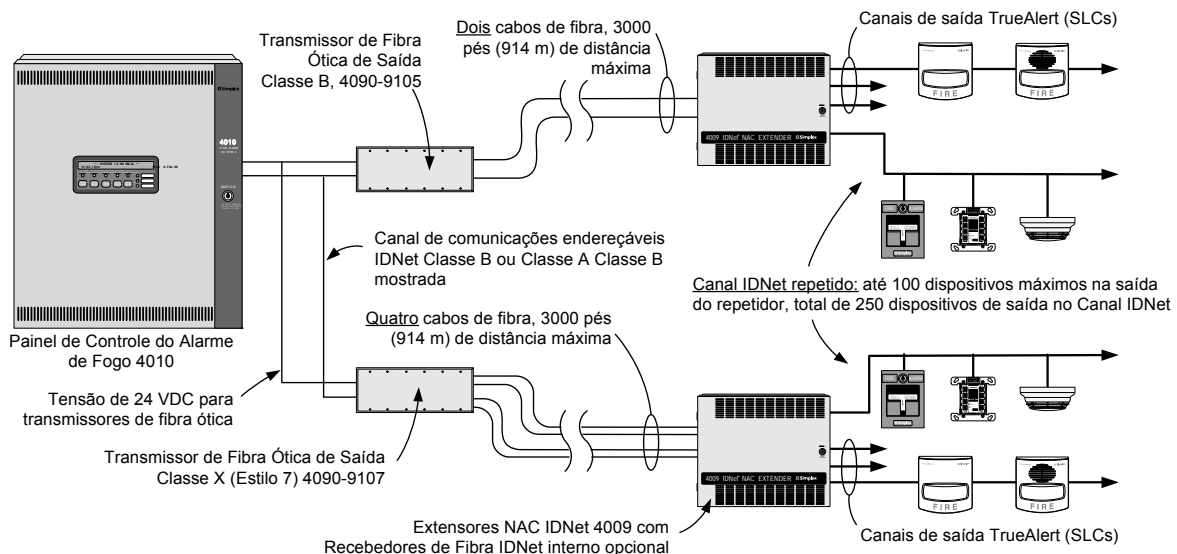 Canais de saída TrueAlert (SLCs)
Dois cabos de fibra, 3000
pés (914 m) de distância
máxima
Transmissor de Fibra
Ótica de Saída
Classe B, 4090-9105
Simplex
4010
4009 IDNet NAC EXTENDER Simplex
FIRE
FIRE
Canal de comunicações endereçáveis
IDNet Classe B ou Classe A Classe B
mostrada
Canal IDNet repetido: até 100 dispositivos máximos na saída
do repetidor, total de 250 dispositivos de saída no Canal IDNet
Quatro cabos de fibra, 3000 pés
(914 m) de distância máxima
Painel de Controle do Alarme
de Fogo 4010
Tensão de 24 VDC para
transmissores de fibra ótica
Transmissor de Fibra Ótica de Saída
Classe X (Estilo 7) 4090-9107
4009 IDNet NAC EXTENDER Simplex
FIRE
FIRE
Extensores NAC IDNet 4009 com
Recebedores de Fibra IDNet interno opcional
Canais de saída TrueAlert (SLCs)